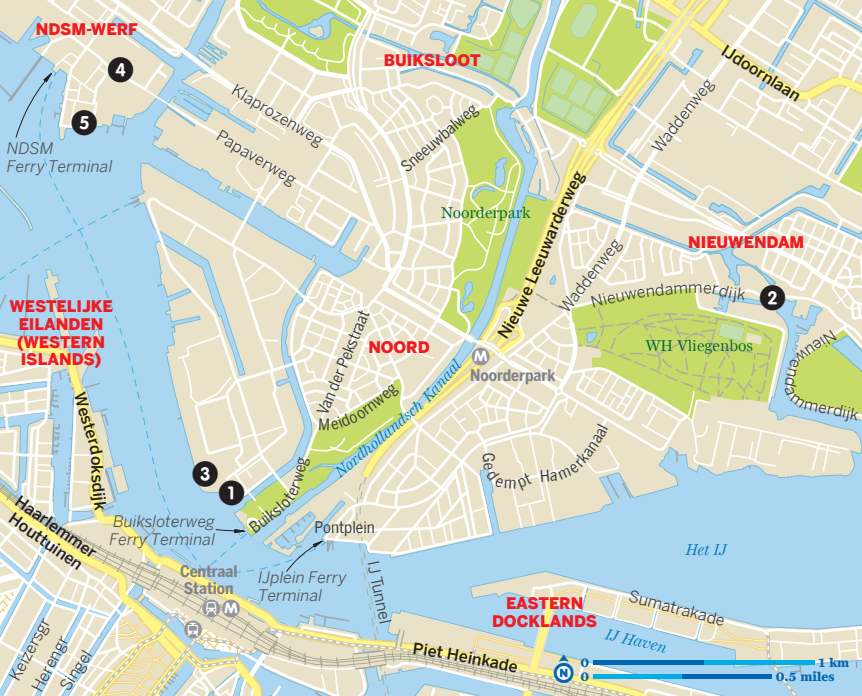 NDSM-WERF
4
5
NDSM
Ferry Terminal
BUIKSLOOT
IJdoornlaan
Klaprozenweg
Papaverweg
Sneeuwbalweg
Waddenweg
Noorderpark
Nieuwe Leeuwarderweg
NIEUWENDAM
Waddenweg
Nieuwendammerdijk
2
WESTELIJKE
EILANDEN
(WESTERN
ISLANDS)
NOORD
Van der Pekstraat
WH Vliegenbos
M
Noorderpark
Nieuwendammerdijk
Meidoornweg
Nordhollandsch Kanaal
Westerdoksdijk
Gedempt Hamerkanaal
3
1
Buiksloterweg
Haarlemmer
Houttuinen
Buiksloterweg
Ferry Terminal
Pontplein
Het IJ
Centraal
Station
M
IJplein Ferry
Terminal
IJ Tunnel
EASTERN
DOCKLANDS
Sumatrakade
IJ Haven
Keizersgr
Herengr
Singel
Piet Heinkade
N
0 1 km
0 0.5 miles